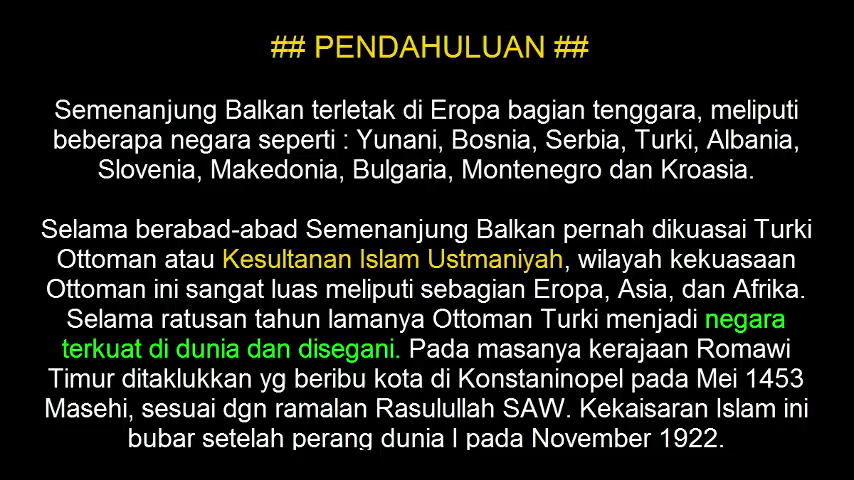 ## PENDAHULUAN ##
Semenanjung Balkan terletak di Eropa bagian tenggara, meliputi
beberapa negara seperti : Yunani, Bosnia, Serbia, Turki, Albania,
Slovenia, Makedonia, Bulgaria, Montenegro dan Kroasia.
Selama berabad-abad Semenanjung Balkan pernah dikuasai Turki
Ottoman atau Kesultanan Islam Ustmaniyah, wilayah kekuasaan
Ottoman ini sangat luas meliputi sebagian Eropa, Asia, dan Afrika.
Selama ratusan tahun lamanya Ottoman Turki menjadi negara
terkuat di dunia dan disegani. Pada masanya kerajaan Romawi
Timur ditaklukkan yg beribu kota di Konstaninopel pada Mei 1453
Masehi, sesuai dgn ramalan Rasulullah SAW. Kekaisaran Islam ini
bubar setelah perang dunia I pada November 1922.